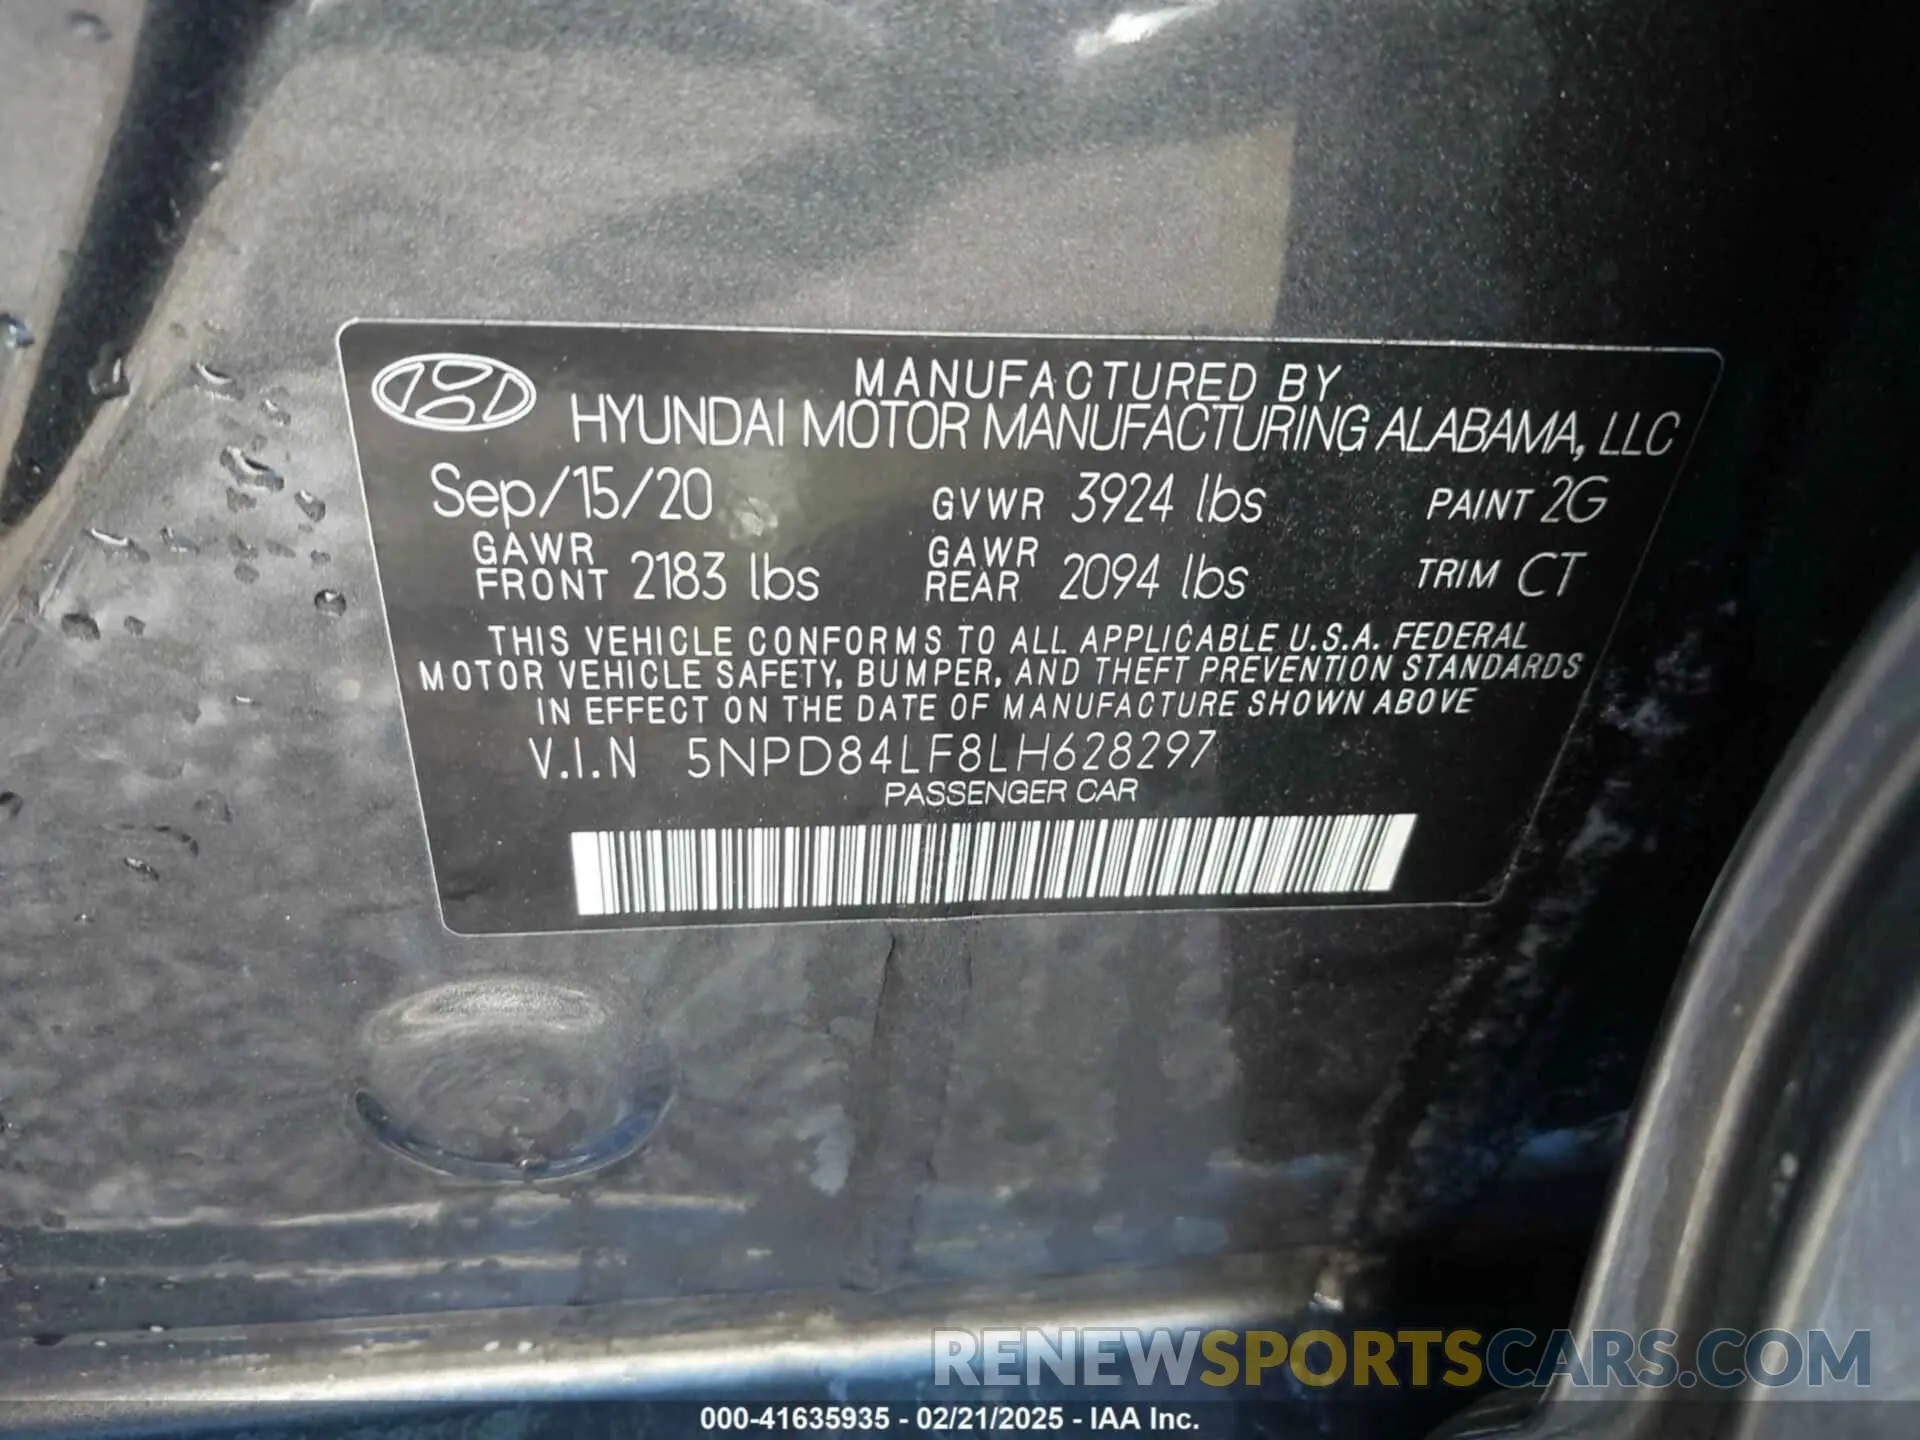 MANUFACTURED BY
HYUNDAI MOTOR MANUFACTURING ALABAMA, LLC
Sep/15/20 GVWR 3924 lbs PAINT 2G
GAWR FRONT 2183 lbs GAWR REAR 2094 lbs TRIM CT
THIS VEHICLE CONFORMS TO ALL APPLICABLE U.S.A. FEDERAL
MOTOR VEHICLE SAFETY, BUMPER, AND THEFT PREVENTION STANDARDS
IN EFFECT ON THE DATE OF MANUFACTURE SHOWN ABOVE
V.I.N 5NPD84LF8LH628297
PASSENGER CAR
RENEWSPORTSCARS.COM
000-41635935 - 02/21/2025 - IAA Inc.